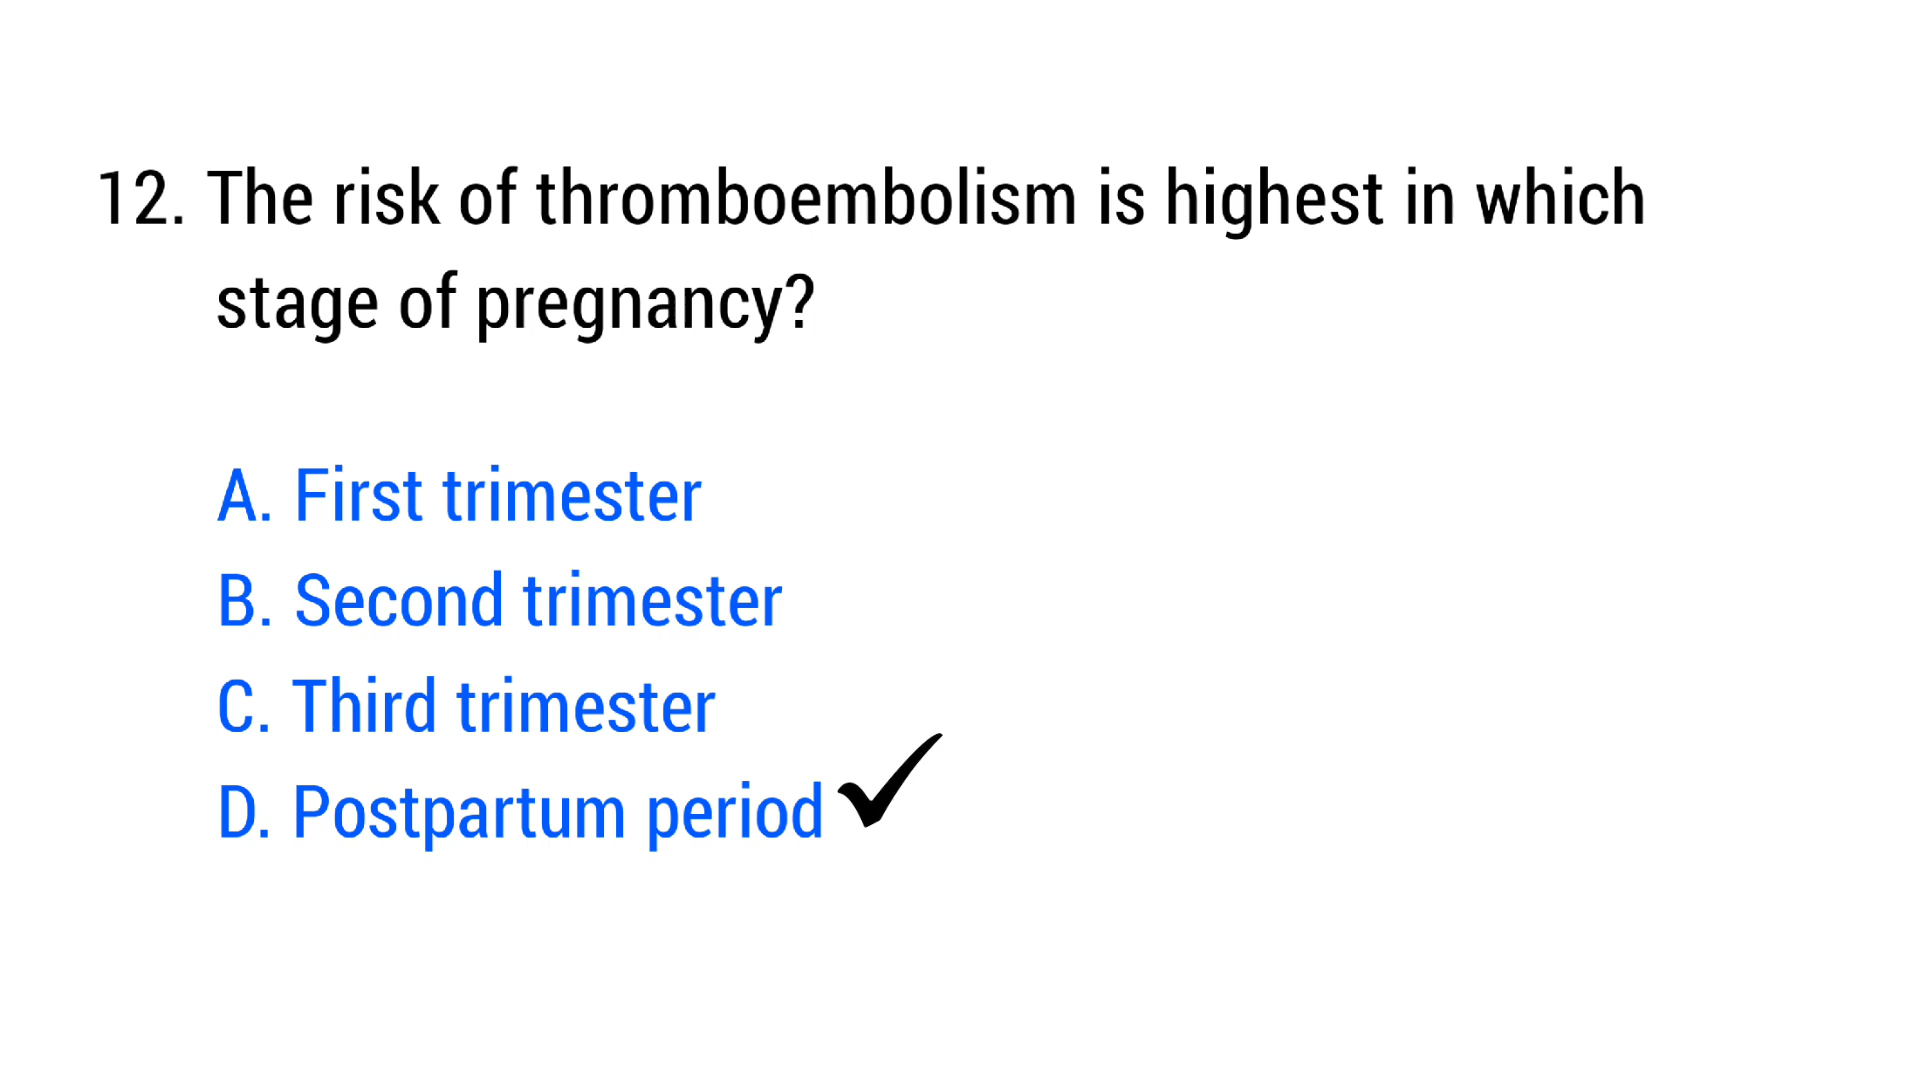 12. The risk of thromboembolism is highest in which
stage of pregnancy?
A. First trimester
B. Second trimester
C. Third trimester
D. Postpartum period